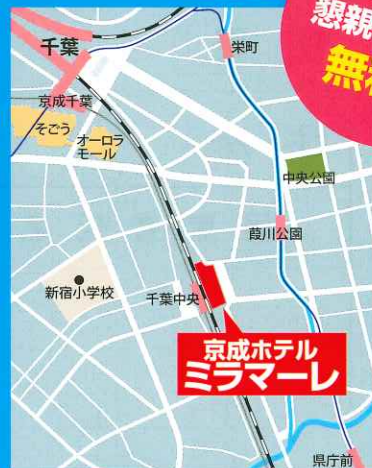 懇親
無
千葉
栄町
京成千葉
そごう
オーロラ
モール
中央公園
葭川公園
新宿小学校
千葉中央
京成ホテル
ミラマーレ
県庁前